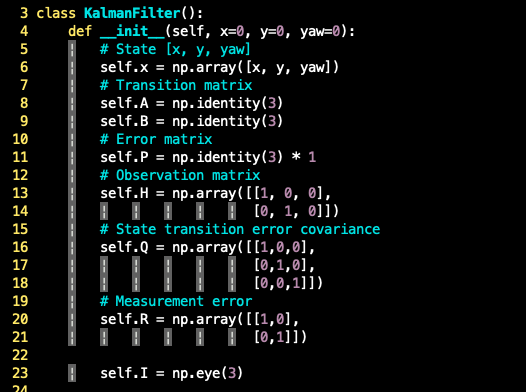 3 class KalmanFilter():
4     def __init__(self, x=0, y=0, yaw=0):
5         # State [x, y, yaw]
6         self.x = np.array([x, y, yaw])
7         # Transition matrix
8         self.A = np.identity(3)
9         self.B = np.identity(3)
10         # Error matrix
11         self.P = np.identity(3) * 1
12         # Observation matrix
13         self.H = np.array([[1, 0, 0],
14                            [0, 1, 0]])
15         # State transition error covariance
16         self.Q = np.array([[1,0,0],
17                            [0,1,0],
18                            [0,0,1]])
19         # Measurement error
20         self.R = np.array([[1,0],
21                            [0,1]])
22
23         self.I = np.eye(3)